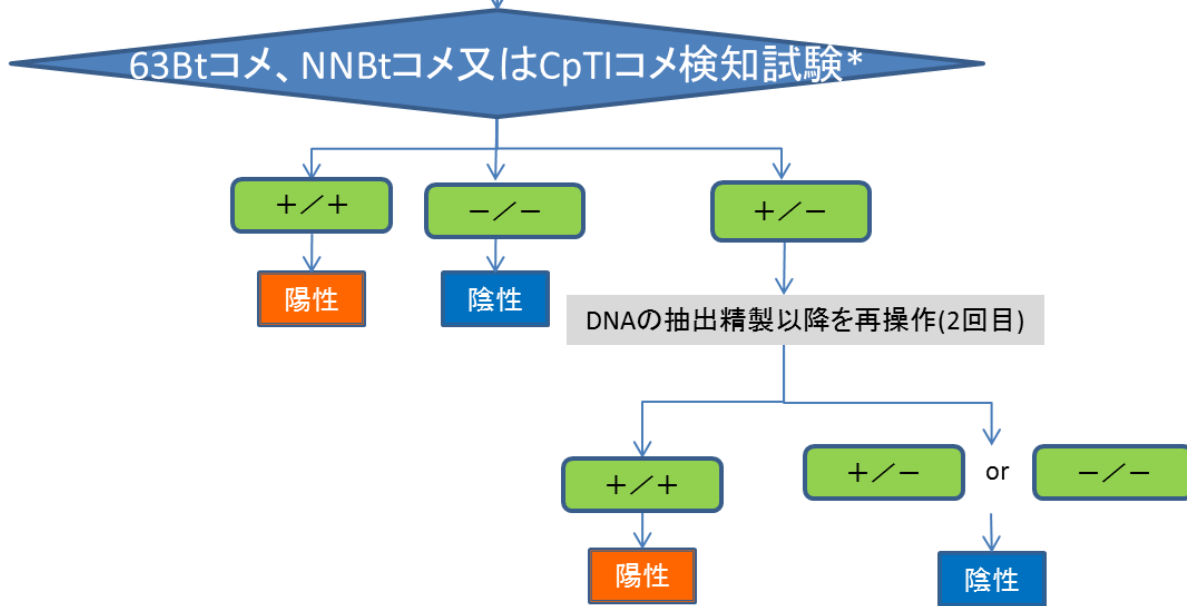 63Btコメ、NNBtコメ又はCpTIコメ検知試験*
＋／＋
－／－
＋／－
陽性
陰性
DNAの抽出精製以降を再操作(2回目)
＋／＋
＋／－ or －／－
陽性
陰性